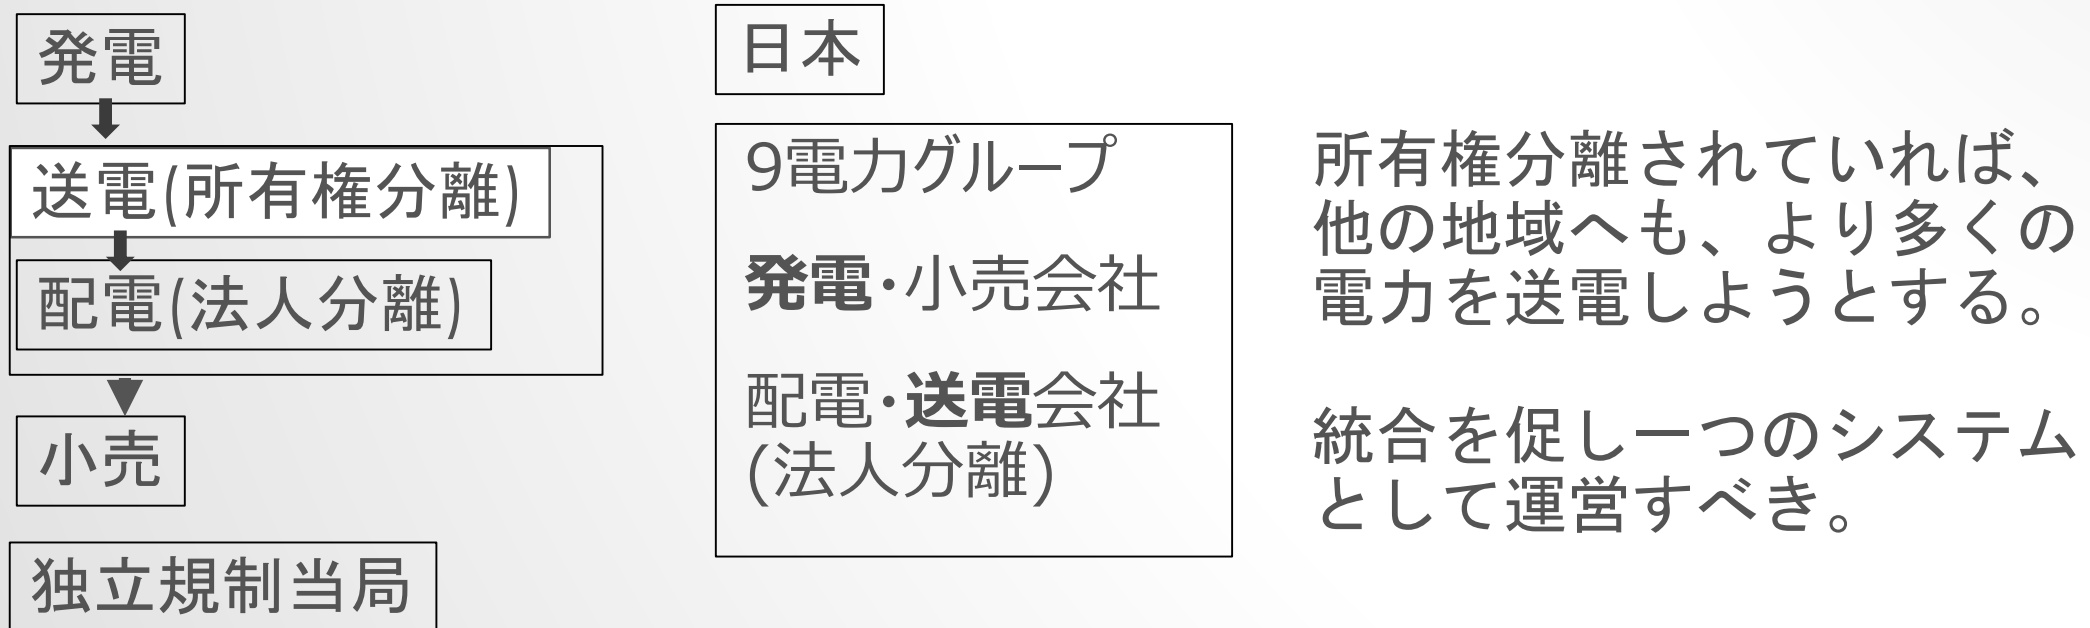 発電
送電(所有権分離)
配電(法人分離)
小売
独立規制当局
日本
9電力グループ
発電・小売会社
配電・送電会社
(法人分離)
所有権分離されていれば、
他の地域へも、より多くの
電力を送電しようとする。
統合を促し一つのシステム
として運営すべき。